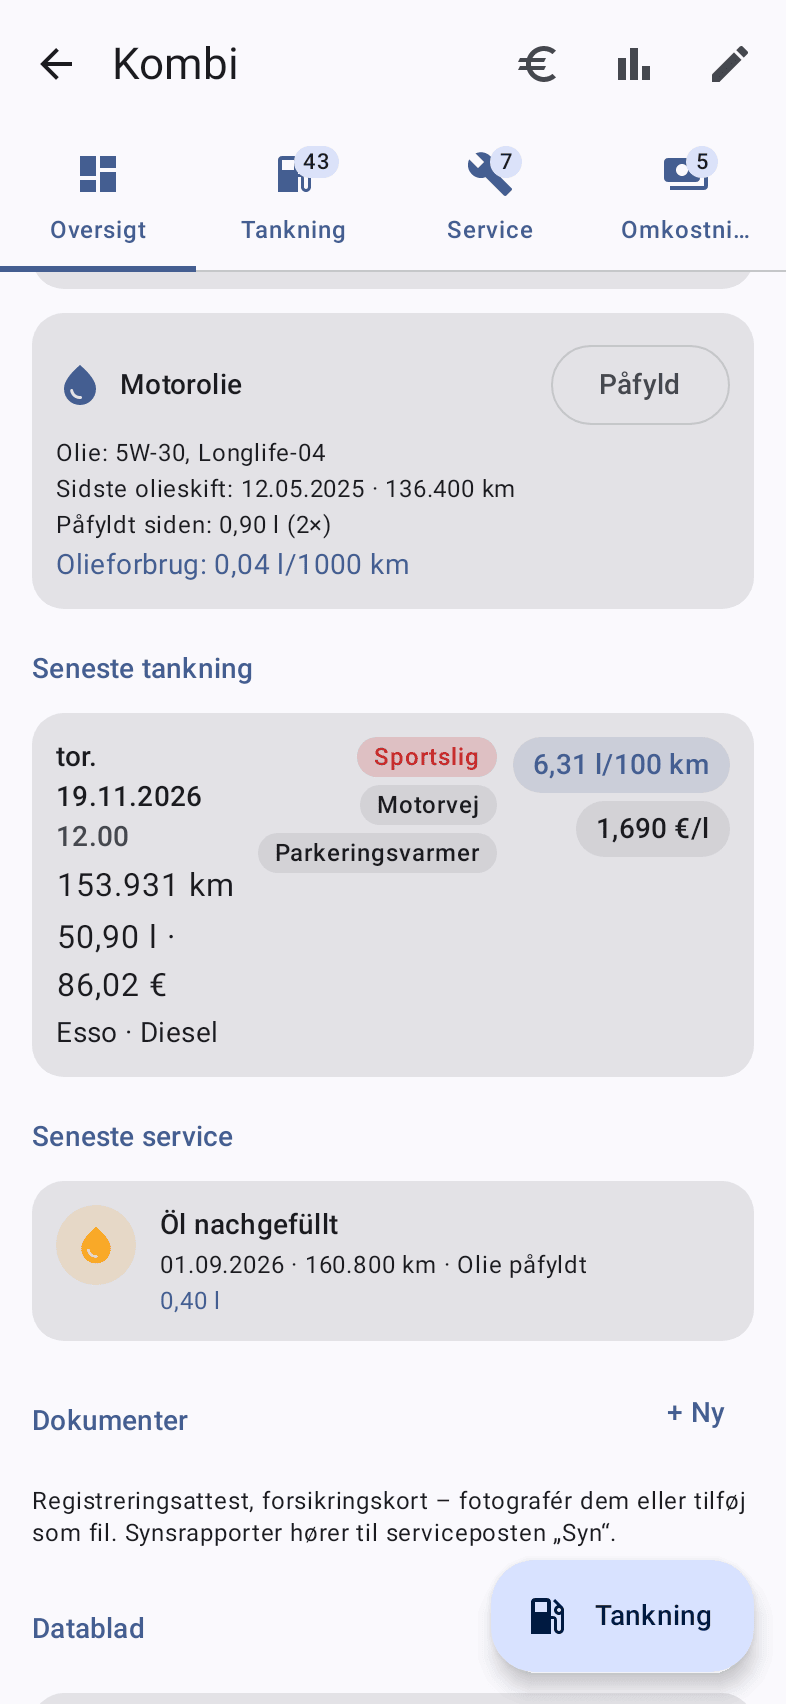 Kombi
43
7
5
Oversigt
Tankning
Service
Omkostni...
Motorolie
Påfyld
Olie: 5W-30, Longlife-04
Sidste olieskift: 12.05.2025 · 136.400 km
Påfyldt siden: 0,90 l (2×)
Olieforbrug: 0,04 l/1000 km
Seneste tankning
tor.
19.11.2026
12.00
153.931 km
50,90 l ·
86,02 €
Esso · Diesel
Sportslig
Motorvej
Parkeringsvarmer
6,31 l/100 km
1,690 €/l
Seneste service
Öl nachgefüllt
01.09.2026 · 160.800 km · Olie påfyldt
0,40 l
Dokumenter
+ Ny
Registreringsattest, forsikringskort – fotografér dem eller tilføj
som fil. Synsrapporter hører til serviceposten „Syn“.
Datablad
Tankning